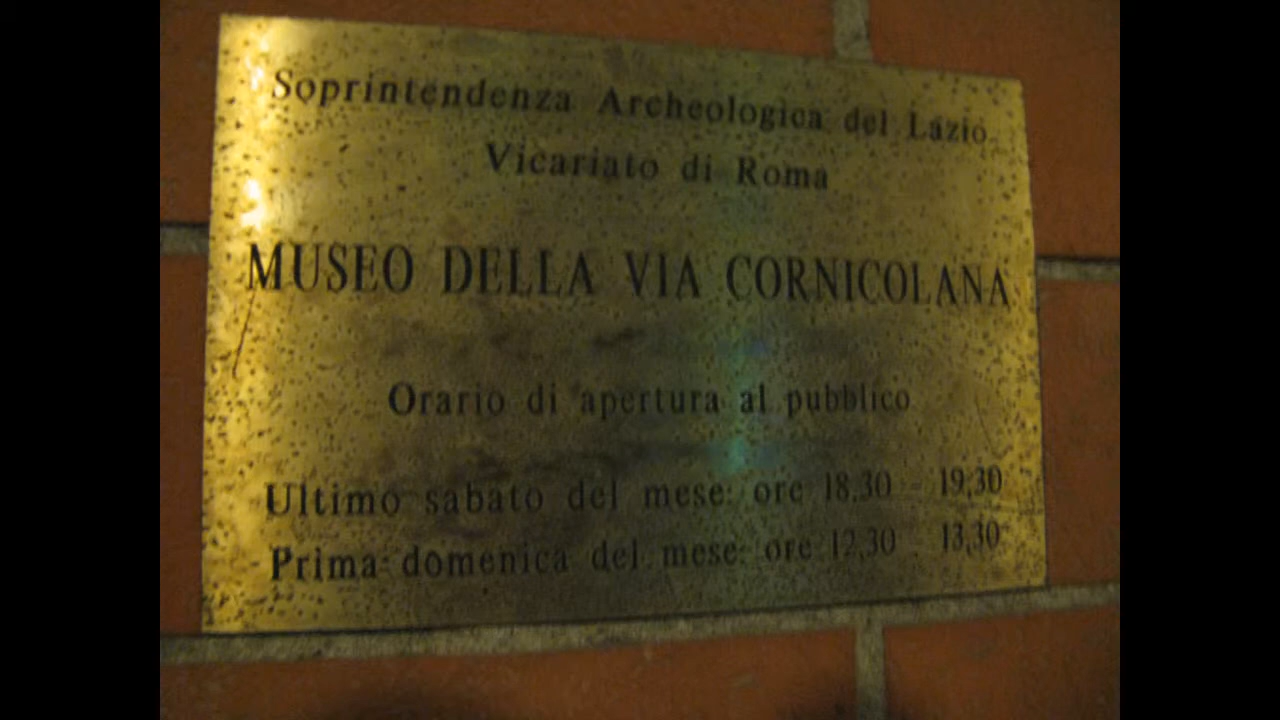 Soprintendenza Archeologica del Lazio
Vicariato di Roma
MUSEO DELLA VIA CORNICOLANA
Orario di apertura al pubblico
Ultimo sabato del mese: ore 18,30 - 19,30
Prima domenica del mese: ore 12,30 - 13,30